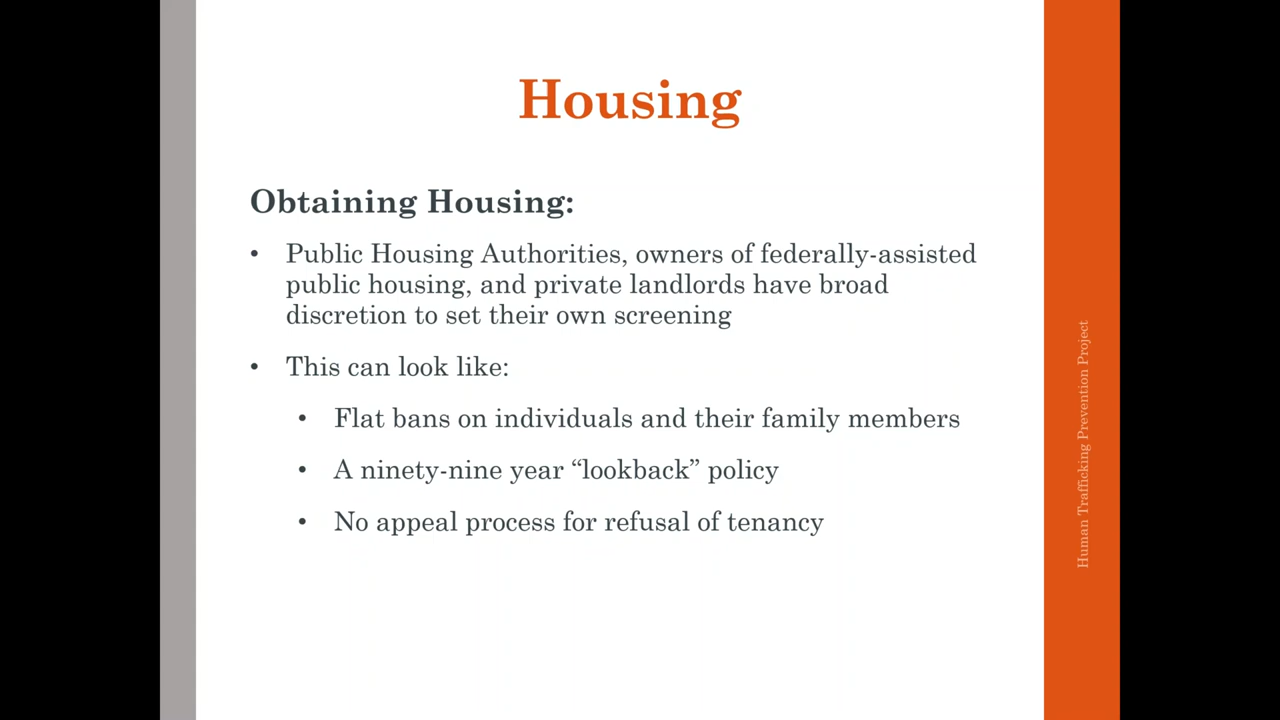 Housing
Obtaining Housing:
• Public Housing Authorities, owners of federally-assisted
public housing, and private landlords have broad
discretion to set their own screening
• This can look like:
• Flat bans on individuals and their family members
• A ninety-nine year “lookback” policy
• No appeal process for refusal of tenancy
Human Trafficking Prevention Project